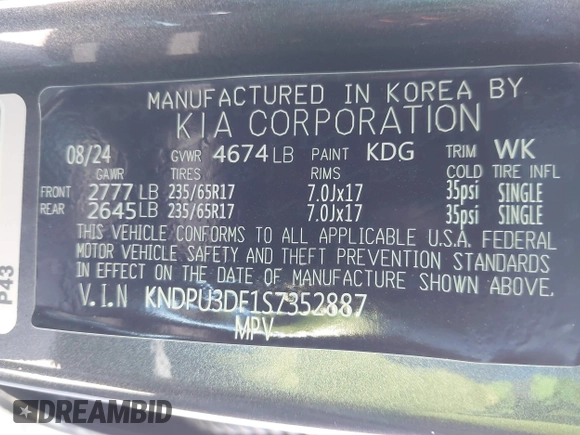 MANUFACTURED IN KOREA BY
KIA CORPORATION
08/24 GVWR 4674 LB PAINT KDG TRIM WK
GAWR TIRES RIMS COLD TIRE INFL
FRONT 2777 LB 235/65R17 7.0Jx17 35psi SINGLE
REAR 2645 LB 235/65R17 7.0Jx17 35psi SINGLE
THIS VEHICLE CONFORMS TO ALL APPLICABLE U.S.A. FEDERAL
MOTOR VEHICLE SAFETY AND THEFT PREVENTION STANDARDS
IN EFFECT ON THE DATE OF MANUFACTURE SHOWN ABOVE.
V.I.N KNDPU3DF1S7352887
MPV
P43
DREAMBID